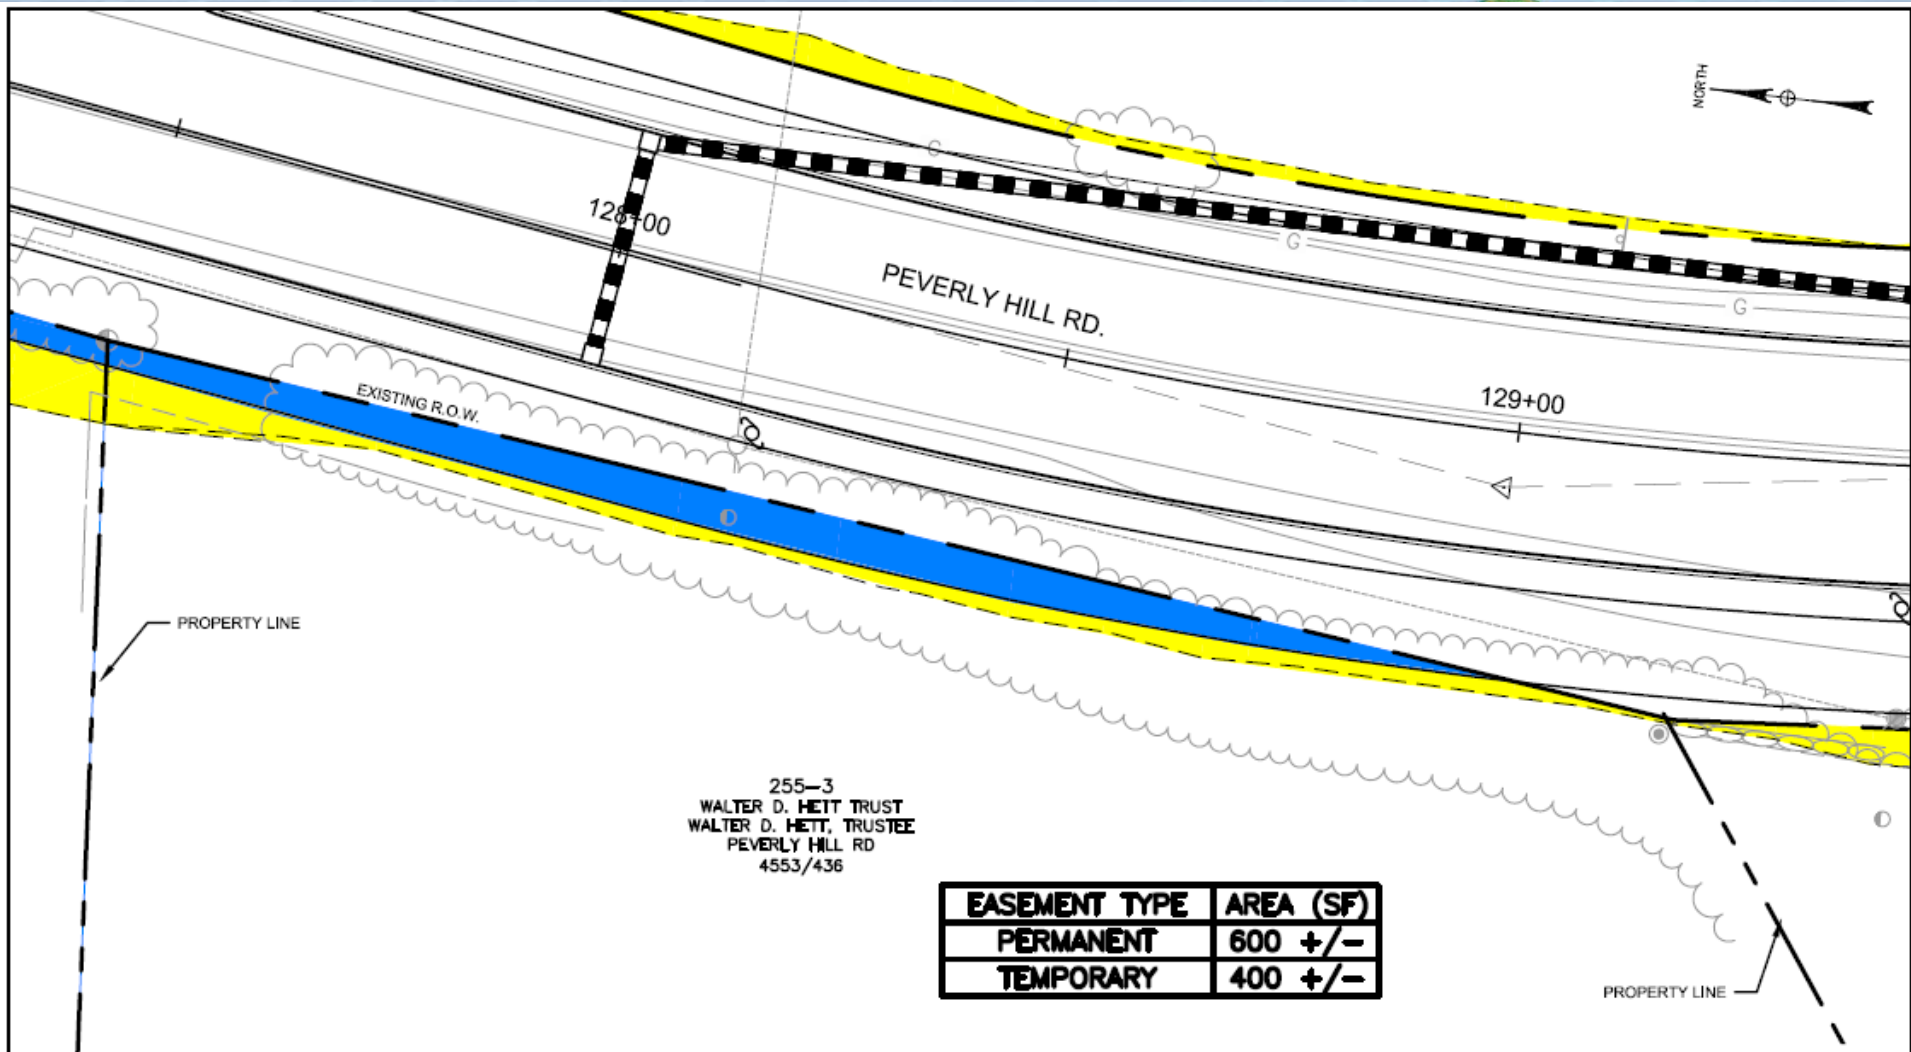 NORTH
G
128+00
G
PEVERLY HILL RD.
G
EXISTING R.O.W.
129+00
PROPERTY LINE
255-3
WALTER D. HETT TRUST
WALTER D. HETT, TRUSTEE
PEVERLY HILL RD
4553/436
EASEMENT TYPE AREA (SF)
PERMANENT 600 +/-
TEMPORARY 400 +/-
PROPERTY LINE